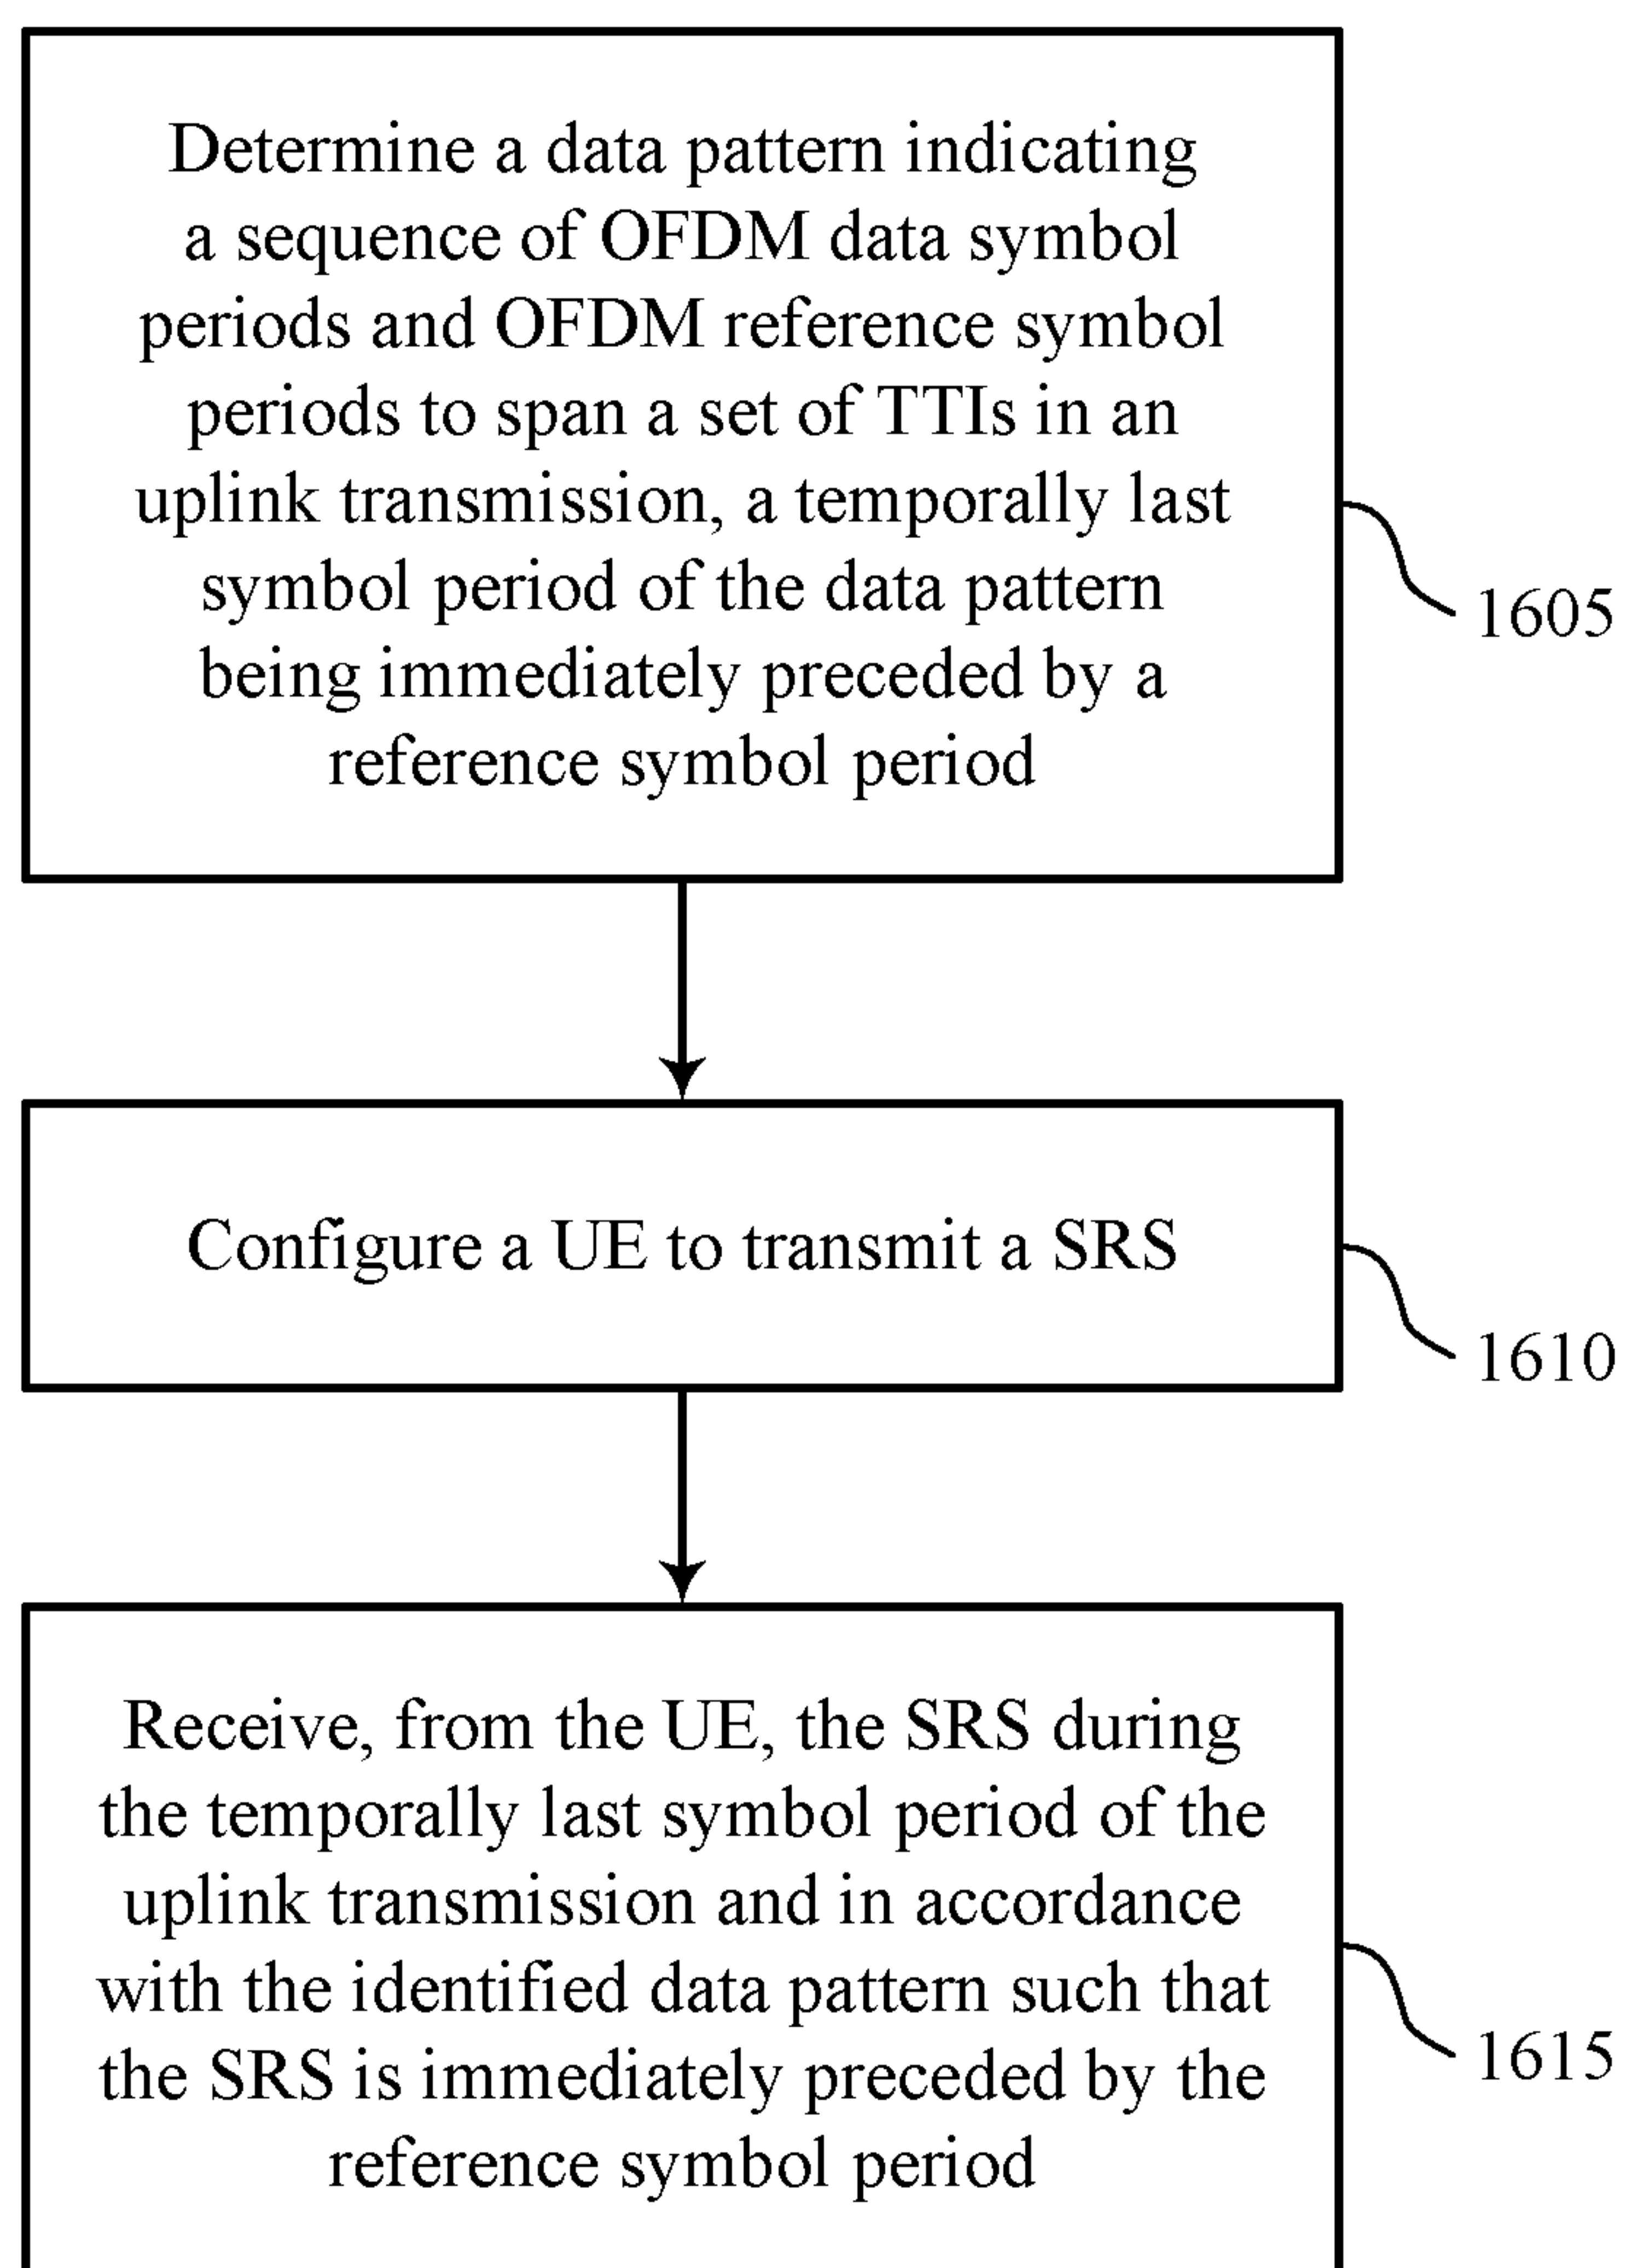 Determine a data pattern indicating
a sequence of OFDM data symbol
periods and OFDM reference symbol
periods to span a set of TTIs in an
uplink transmission, a temporally last
symbol period of the data pattern
being immediately preceded by a
reference symbol period
1605
Configure a UE to transmit a SRS
1610
Receive, from the UE, the SRS during
the temporally last symbol period of the
uplink transmission and in accordance
with the identified data pattern such that
the SRS is immediately preceded by the
reference symbol period
1615